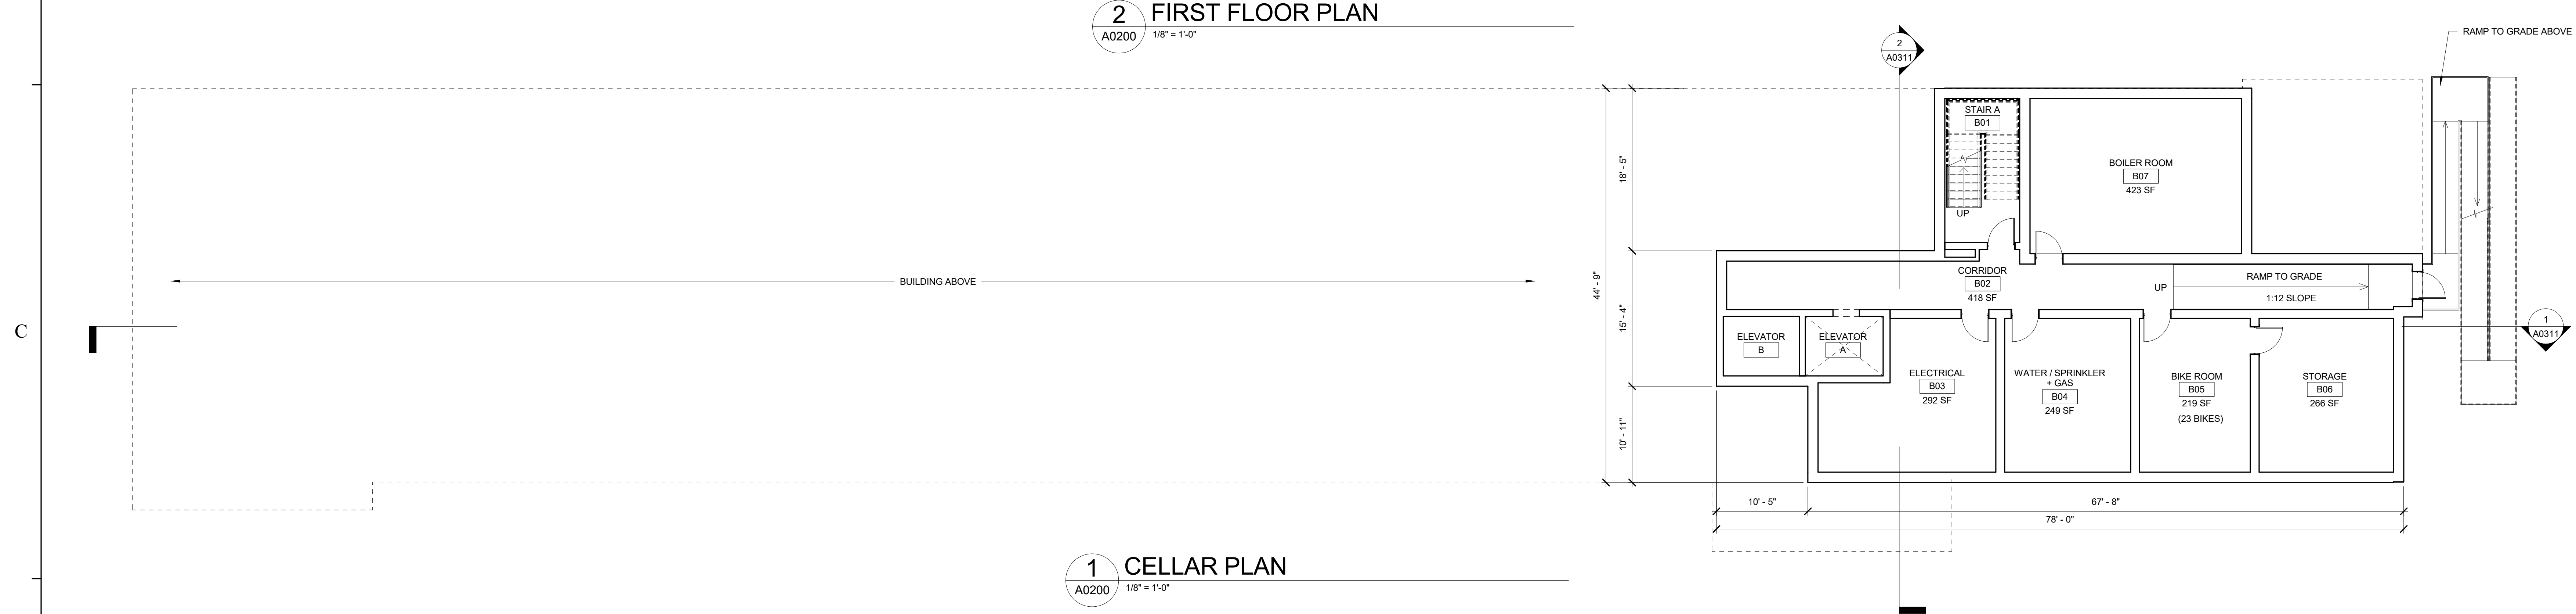 2
A0200
FIRST FLOOR PLAN
1/8" = 1'-0"
2
A0311
RAMP TO GRADE ABOVE
STAIR A
B01
UP
BOILER ROOM
B07
423 SF
18' - 5"
44' - 9"
15' - 4"
10' - 11"
BUILDING ABOVE
CORRIDOR
B02
418 SF
UP
RAMP TO GRADE
1:12 SLOPE
C
1
A0311
ELEVATOR
B
ELEVATOR
A
ELECTRICAL
B03
292 SF
WATER / SPRINKLER
+ GAS
B04
249 SF
BIKE ROOM
B05
219 SF
(23 BIKES)
STORAGE
B06
266 SF
10' - 5"
67' - 8"
78' - 0"
1
A0200
CELLAR PLAN
1/8" = 1'-0"